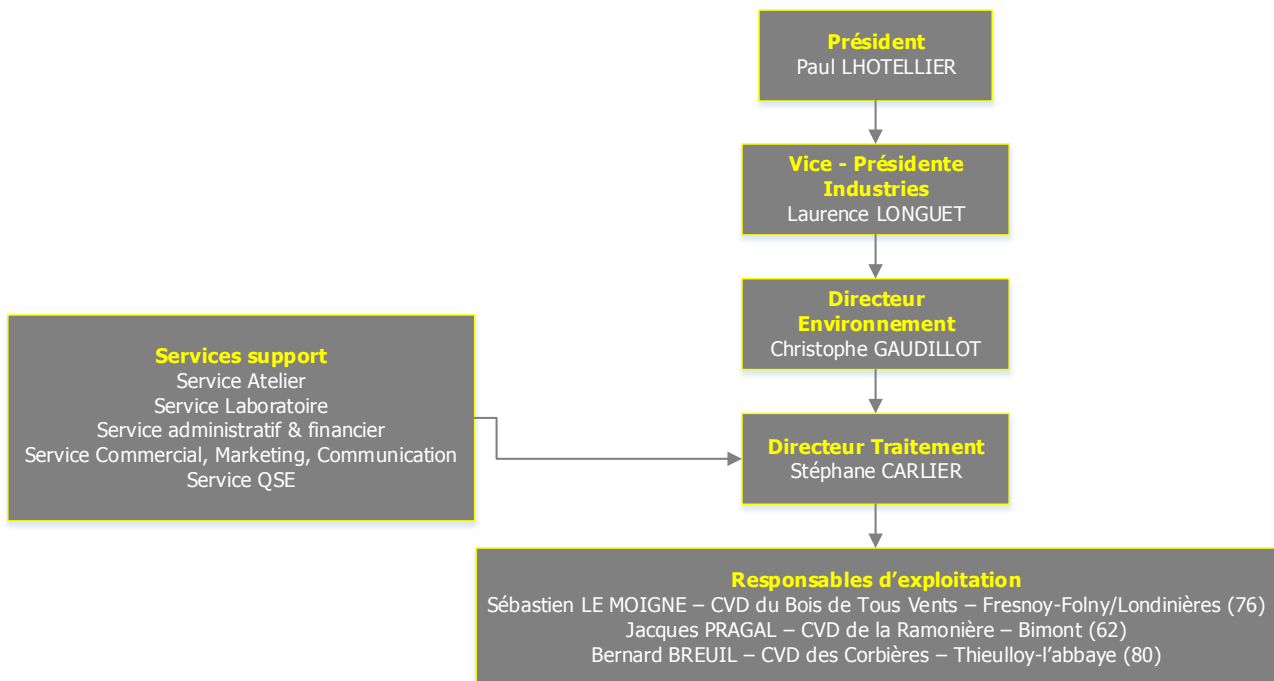 Président
Paul LHOTELLIER
Vice - Présidente
Industries
Laurence LONGUET
Directeur
Environnement
Christophe GAUDILLOT
Services support
Service Atelier
Service Laboratoire
Service administratif & financier
Service Commercial, Marketing, Communication
Service QSE
Directeur Traitement
Stéphane CARLIER
Responsables d’exploitation
Sébastien LE MOIGNE – CVD du Bois de Tous Vents – Fresnoy-Folny/Londinières (76)
Jacques PRAGAL – CVD de la Ramonière – Bimont (62)
Bernard BREUIL – CVD des Corbières – Thieulloy-l’abbaye (80)